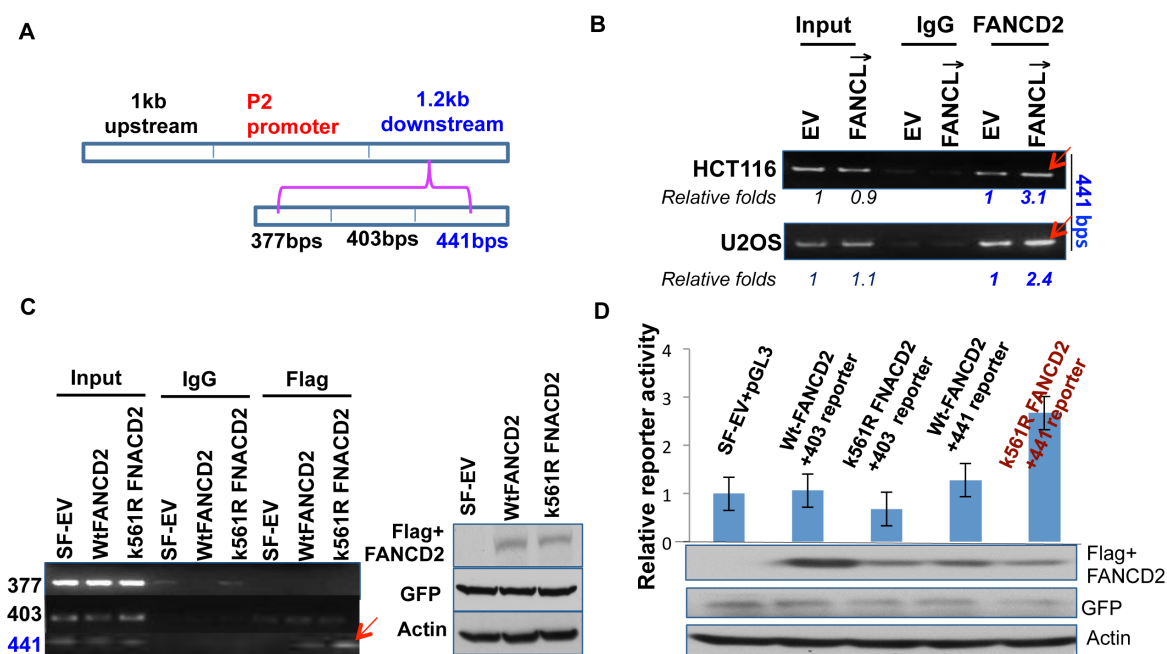 A
1kb
upstream
P2
promoter
1.2kb
downstream
377bps
403bps
441bps
B
Input
IgG
FANCD2
EV
FANCL↓
EV
FANCL↓
EV
FANCL↓
HCT116
Relative folds 1 0.9 1 3.1
U2OS
Relative folds 1 1.1 1 2.4
441 bps
C
Input
IgG
Flag
SF-EV
WtFANCD2
k561R FNACD2
SF-EV
WtFANCD2
k561R FNACD2
SF-EV
WtFANCD2
k561R FNACD2
377
403
441
SF-EV
WtFANCD2
k561R FNACD2
Flag+
FANCD2
GFP
Actin
D
Relative reporter activity
4
3
2
1
0
SF-EV+pGL3
Wt-FANCD2
+403 reporter
k561R FNACD2
+403 reporter
Wt-FANCD2
+441 reporter
k561R FANCD2
+441 reporter
Flag+
FANCD2
GFP
Actin